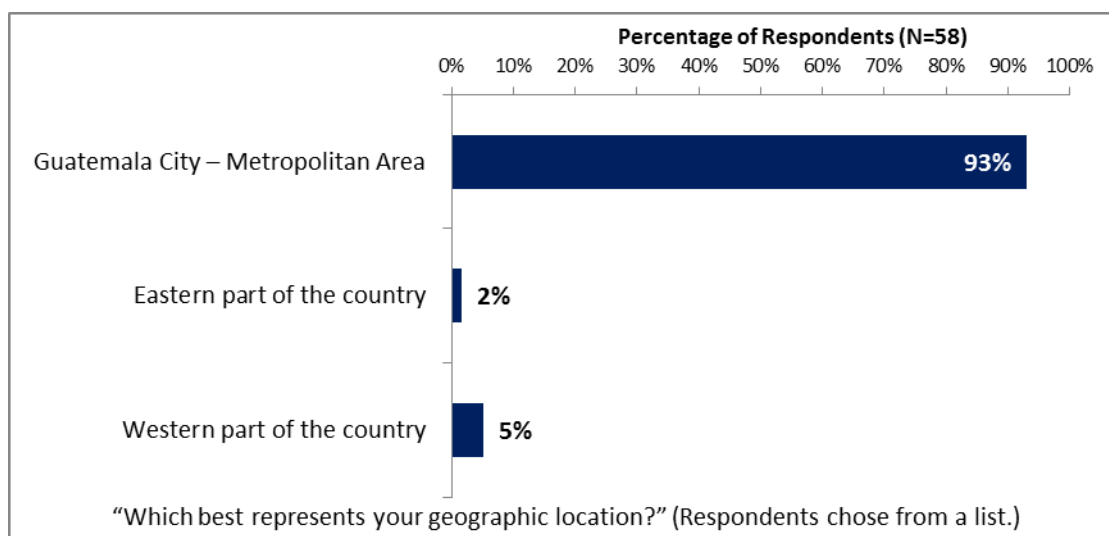 Percentage of Respondents (N=58)
0% 10% 20% 30% 40% 50% 60% 70% 80% 90% 100%
Guatemala City – Metropolitan Area 93%
Eastern part of the country 2%
Western part of the country 5%
“Which best represents your geographic location?” (Respondents chose from a list.)